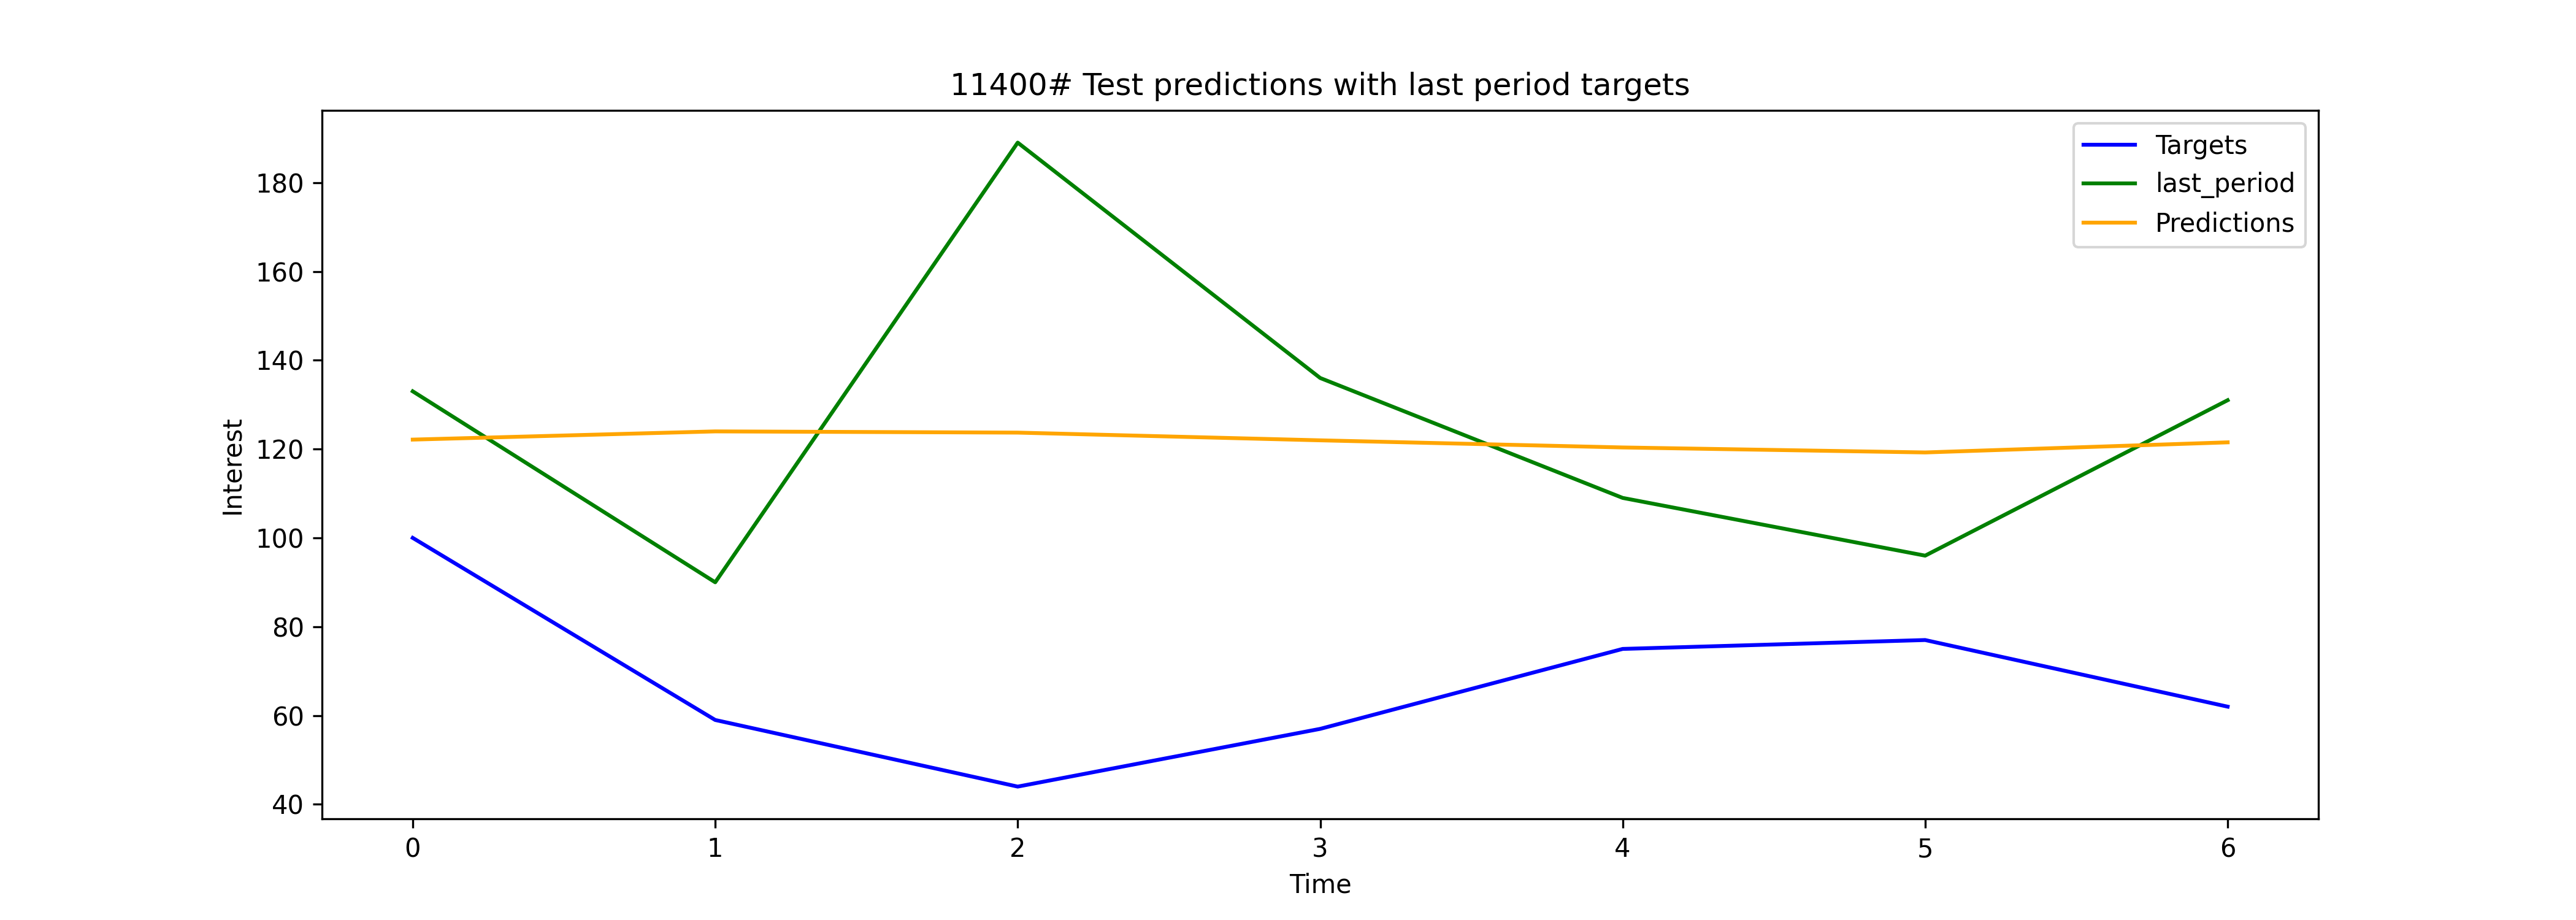 11400# Test predictions with last period targets
Targets
last_period
Predictions
180
160
140
120
100
80
60
40
Interest
0 1 2 3 4 5 6
Time